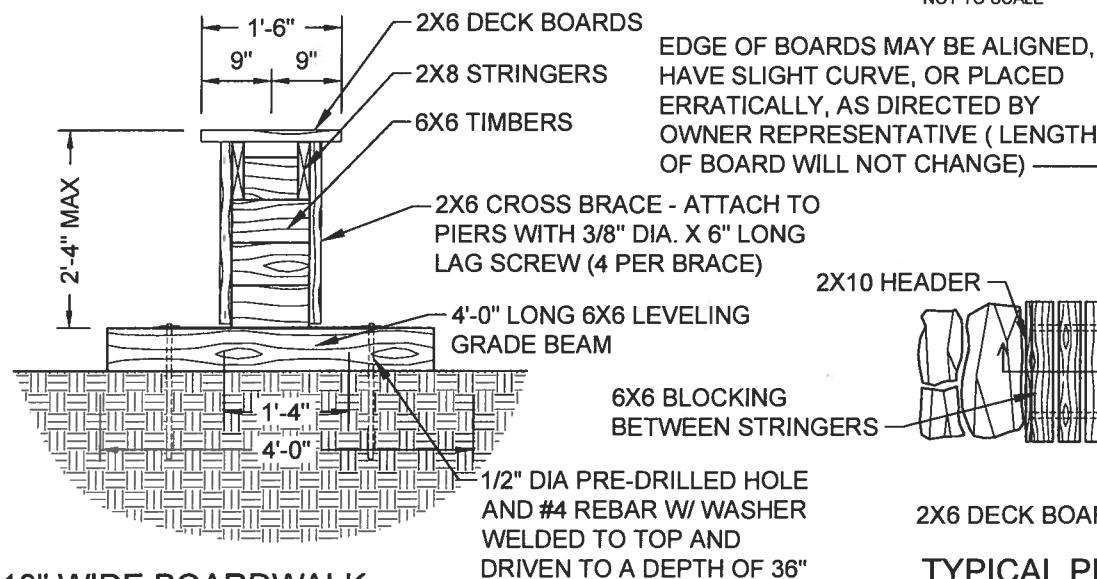 NOT TO SCALE
1'-6"
9" 9"
2'-4" MAX
2X6 DECK BOARDS
2X8 STRINGERS
6X6 TIMBERS
2X6 CROSS BRACE - ATTACH TO
PIERS WITH 3/8" DIA. X 6" LONG
LAG SCREW (4 PER BRACE)
4'-0" LONG 6X6 LEVELING
GRADE BEAM
1'-4"
4'-0"
1/2" DIA PRE-DRILLED HOLE
AND #4 REBAR W/ WASHER
WELDED TO TOP AND
DRIVEN TO A DEPTH OF 36"
EDGE OF BOARDS MAY BE ALIGNED,
HAVE SLIGHT CURVE, OR PLACED
ERRATICALLY, AS DIRECTED BY
OWNER REPRESENTATIVE ( LENGTH
OF BOARD WILL NOT CHANGE)
2X10 HEADER
6X6 BLOCKING
BETWEEN STRINGERS
2X6 DECK BOAR
WIDE BOARDWALK
TYPICAL